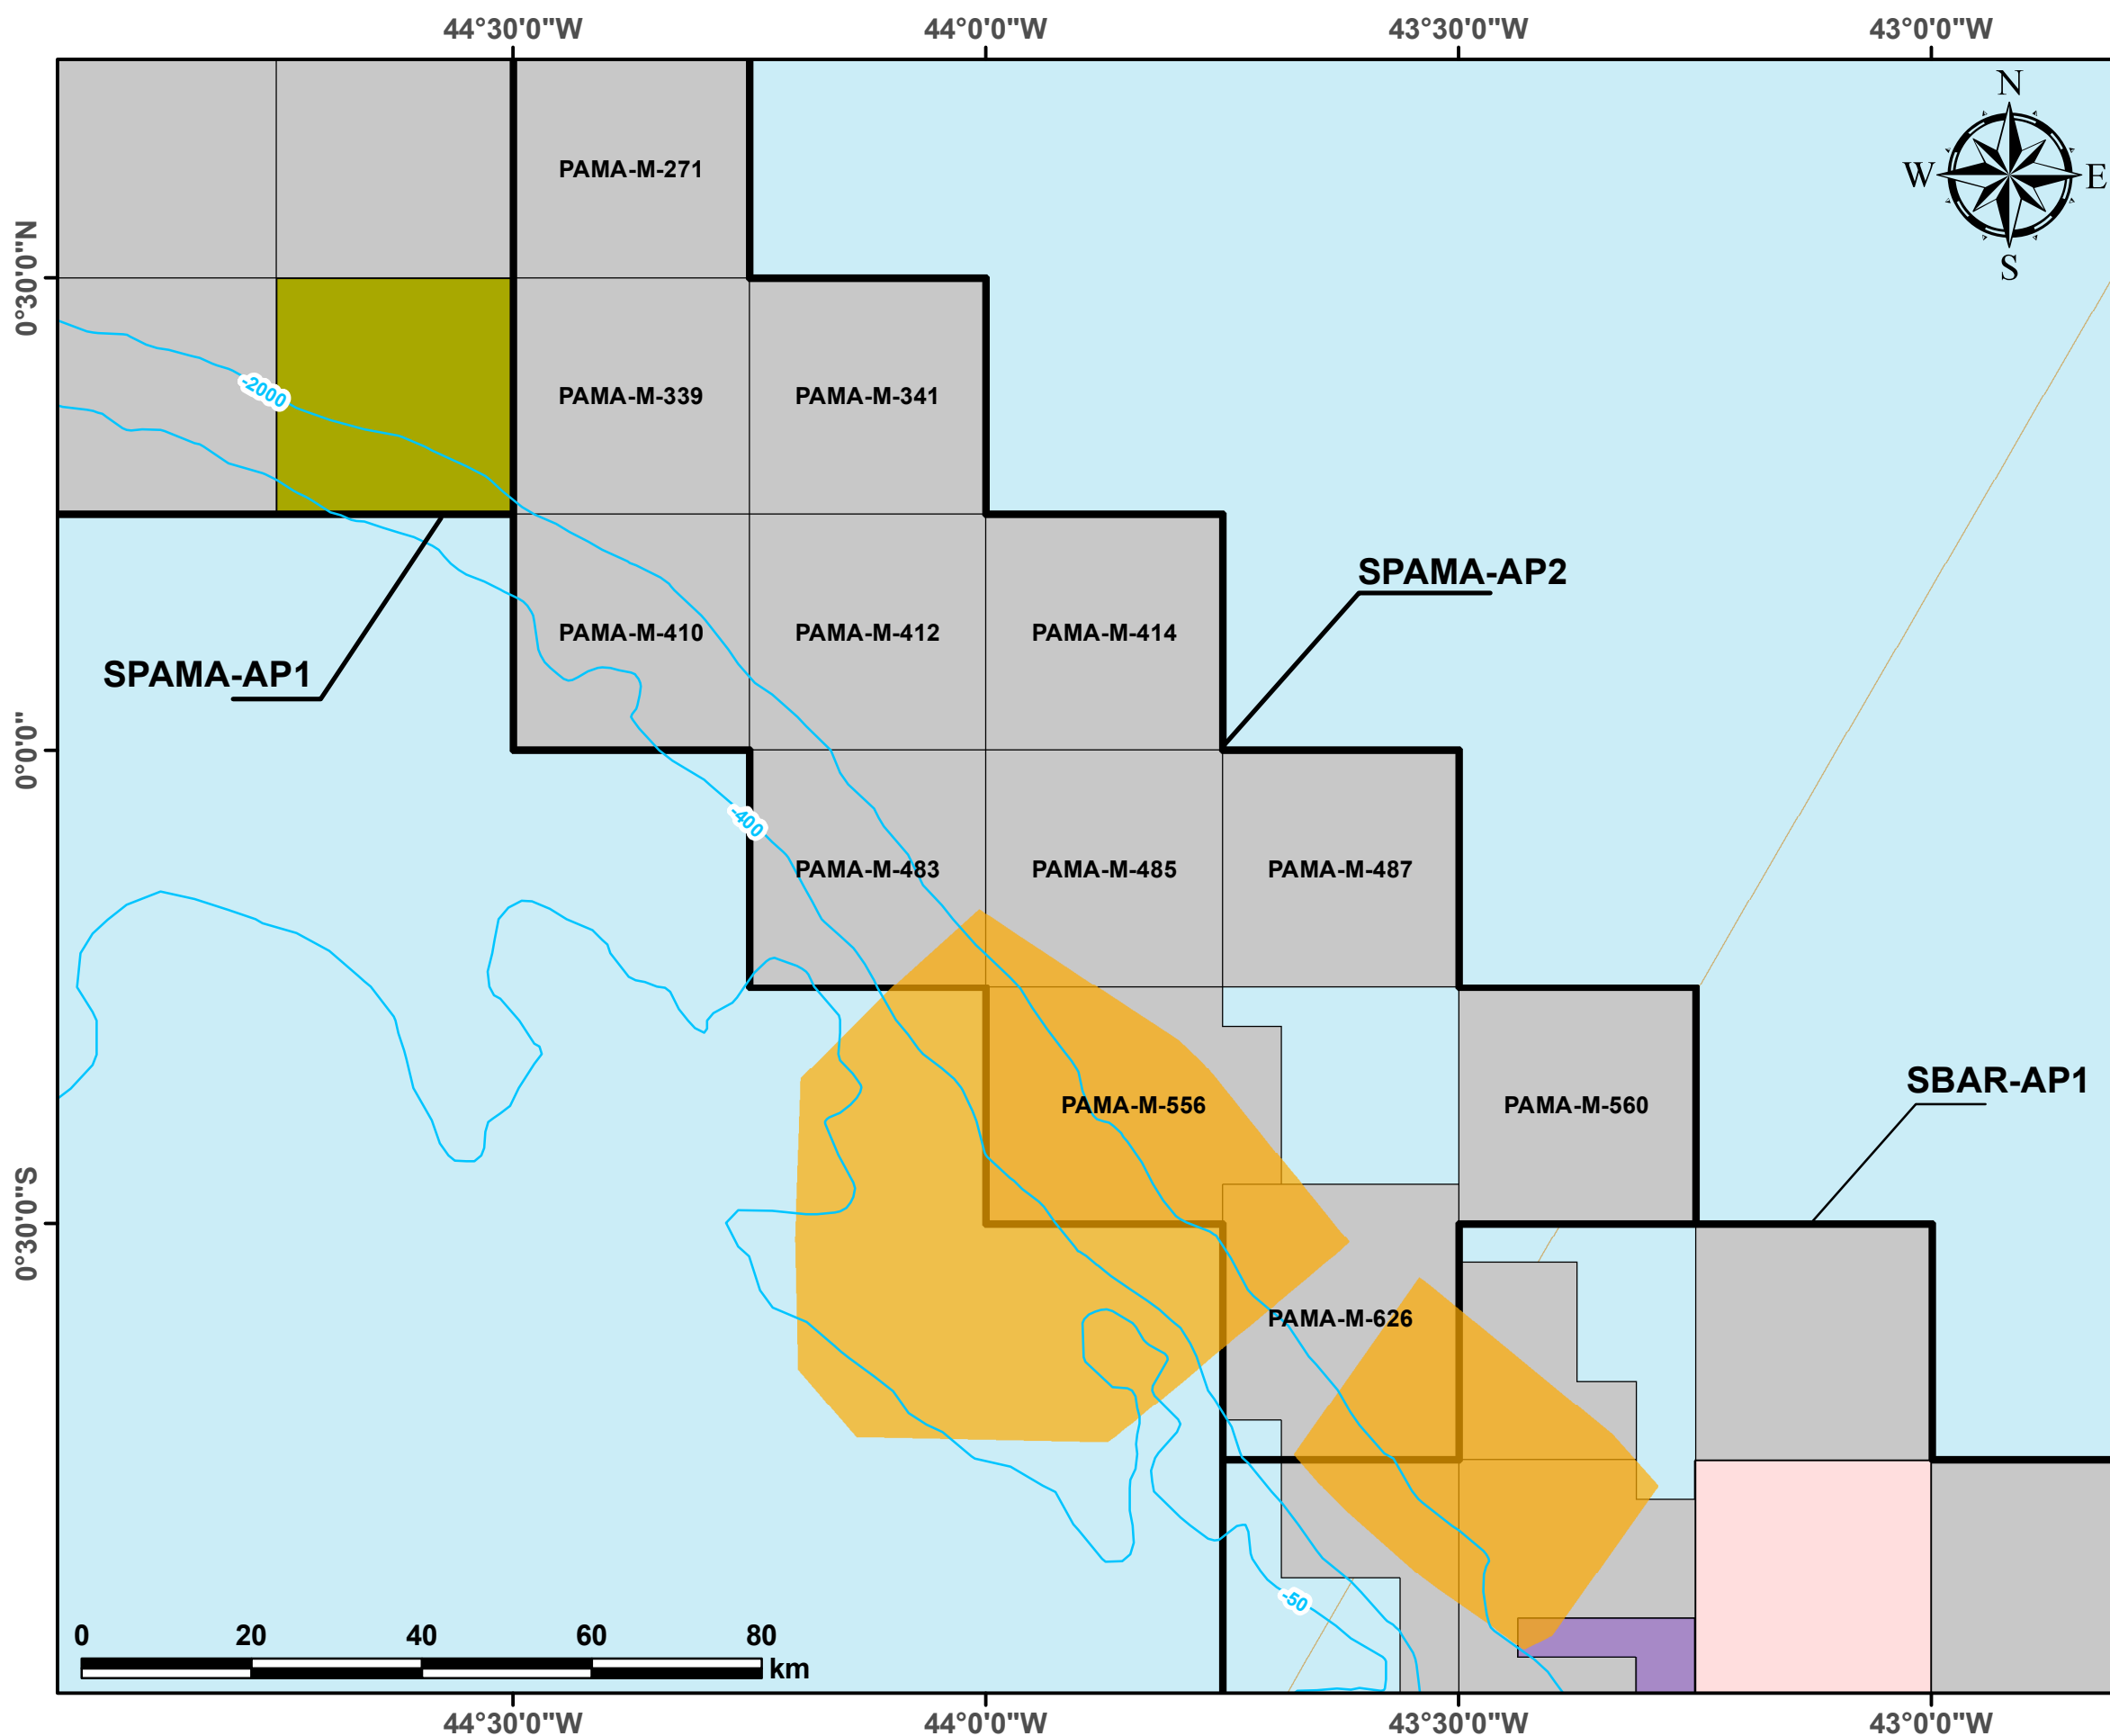 44°30'0"W
44°0'0"W
43°30'0"W
43°0'0"W
N
W
E
S
PAMA-M-271
0°30'0"N
-2000
PAMA-M-339
PAMA-M-341
SPAMA-AP2
PAMA-M-410
PAMA-M-412
PAMA-M-414
SPAMA-AP1
0°0'0"
-400
PAMA-M-483
PAMA-M-485
PAMA-M-487
SBAR-AP1
PAMA-M-556
PAMA-M-560
0°30'0"S
PAMA-M-626
-50
0 20 40 60 80
km
44°30'0"W
44°0'0"W
43°30'0"W
43°0'0"W